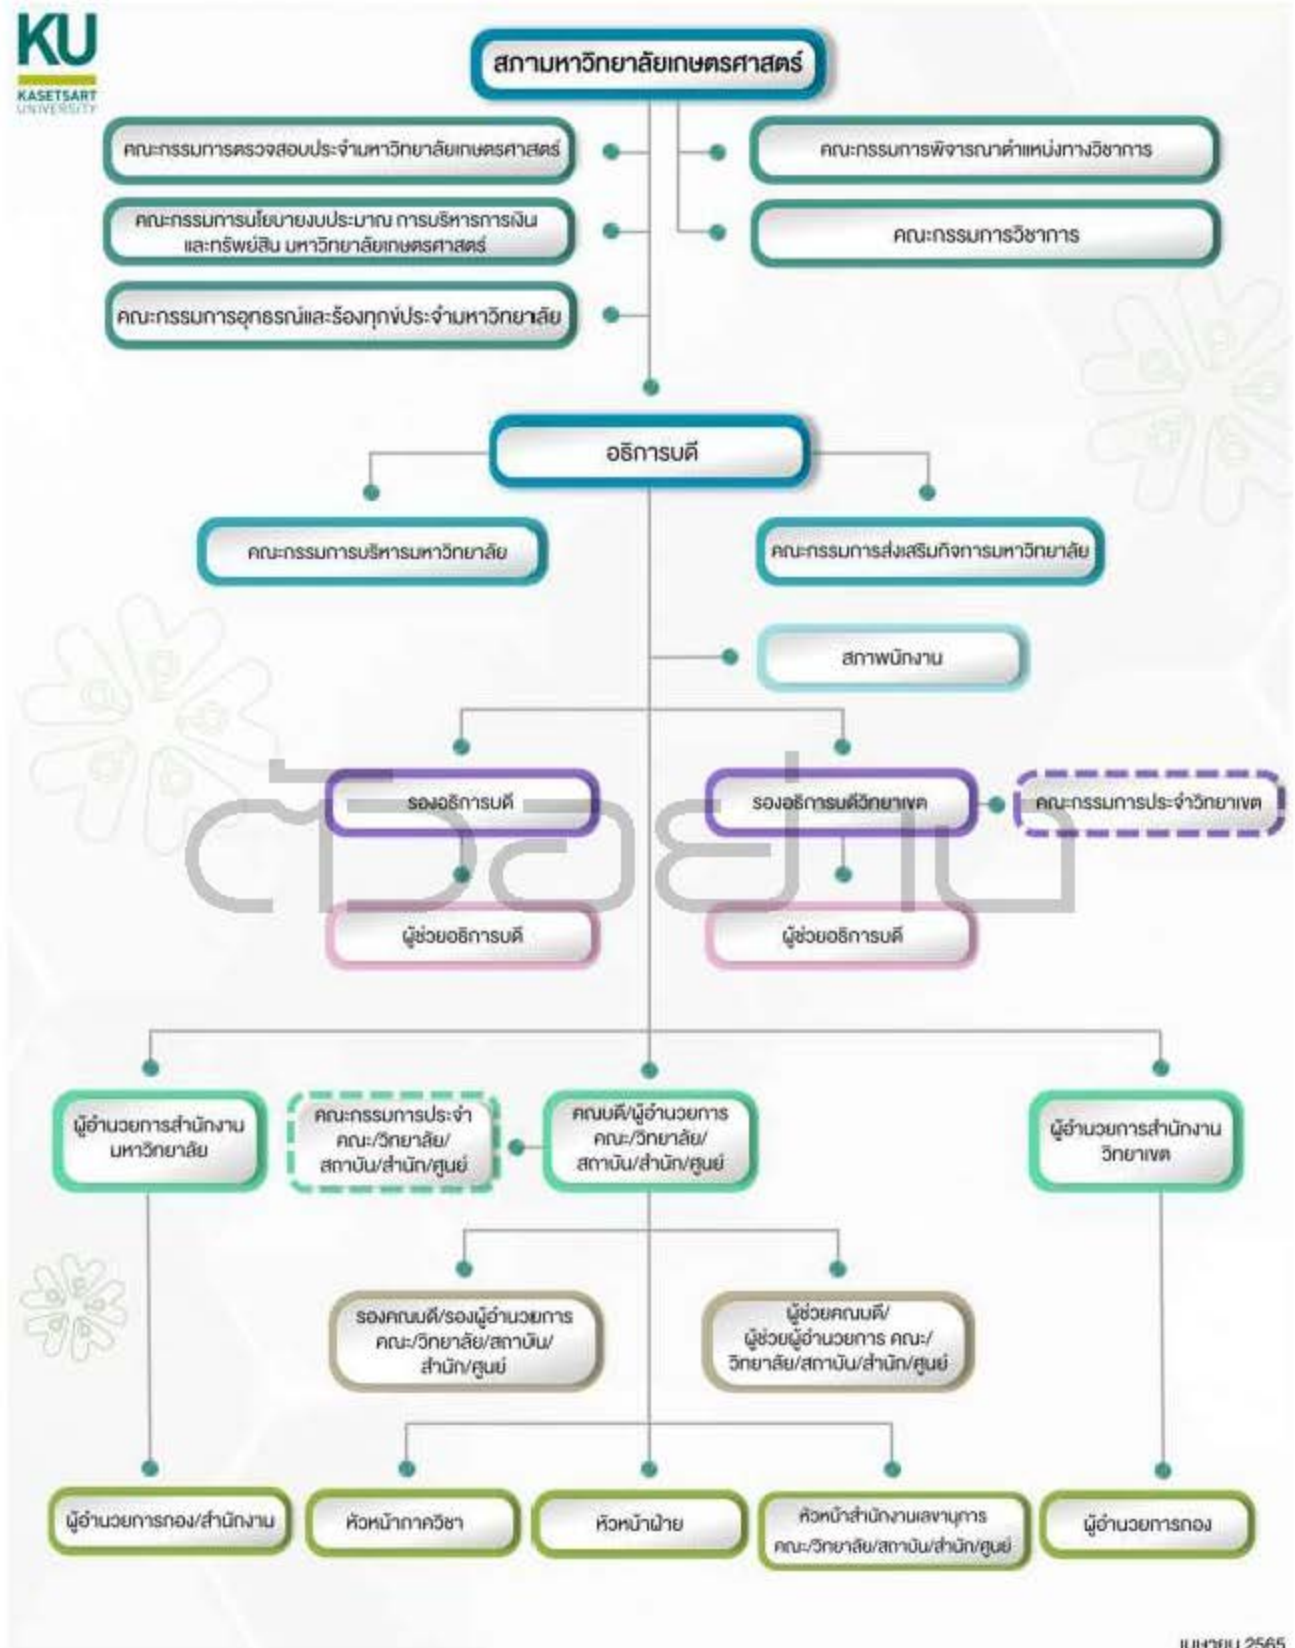 KU
KASETSART
UNIVERSITY
สภามหาวิทยาลัยเกษตรศาสตร์
คณะกรรมการตรวจสอบประจำมหาวิทยาลัยเกษตรศาสตร์
คณะกรรมการพิจารณาตำแหน่งทางวิชาการ
คณะกรรมการนโยบายงบประมาณ การบริหารการเงิน
และทรัพย์สิน มหาวิทยาลัยเกษตรศาสตร์
คณะกรรมการวิชาการ
คณะกรรมการอุทธรณ์และร้องทุกข์ประจำมหาวิทยาลัย
อธิการบดี
คณะกรรมการบริหารมหาวิทยาลัย
คณะกรรมการส่งเสริมกิจการมหาวิทยาลัย
สภาพนักงาน
รองอธิการบดี
รองอธิการบดีวิทยาเขต
คณะกรรมการประจำวิทยาเขต
ตัวอย่าง
ผู้ช่วยอธิการบดี
ผู้ช่วยอธิการบดี
ผู้อำนวยการสำนักงาน
มหาวิทยาลัย
คณะกรรมการประจำ
คณะ/วิทยาลัย/
สถาบัน/สำนัก/ศูนย์
คณบดี/ผู้อำนวยการ
คณะ/วิทยาลัย/
สถาบัน/สำนัก/ศูนย์
ผู้อำนวยการสำนักงาน
วิทยาเขต
รองคณบดี/รองผู้อำนวยการ
คณะ/วิทยาลัย/สถาบัน/
สำนัก/ศูนย์
ผู้ช่วยคณบดี/
ผู้ช่วยผู้อำนวยการ คณะ/
วิทยาลัย/สถาบัน/สำนัก/ศูนย์
ผู้อำนวยการกอง/สำนักงาน
หัวหน้าภาควิชา
หัวหน้าฝ่าย
หัวหน้าสำนักงานเลขานุการ
คณะ/วิทยาลัย/สถาบัน/สำนัก/ศูนย์
ผู้อำนวยการกอง
เมษายน 2565